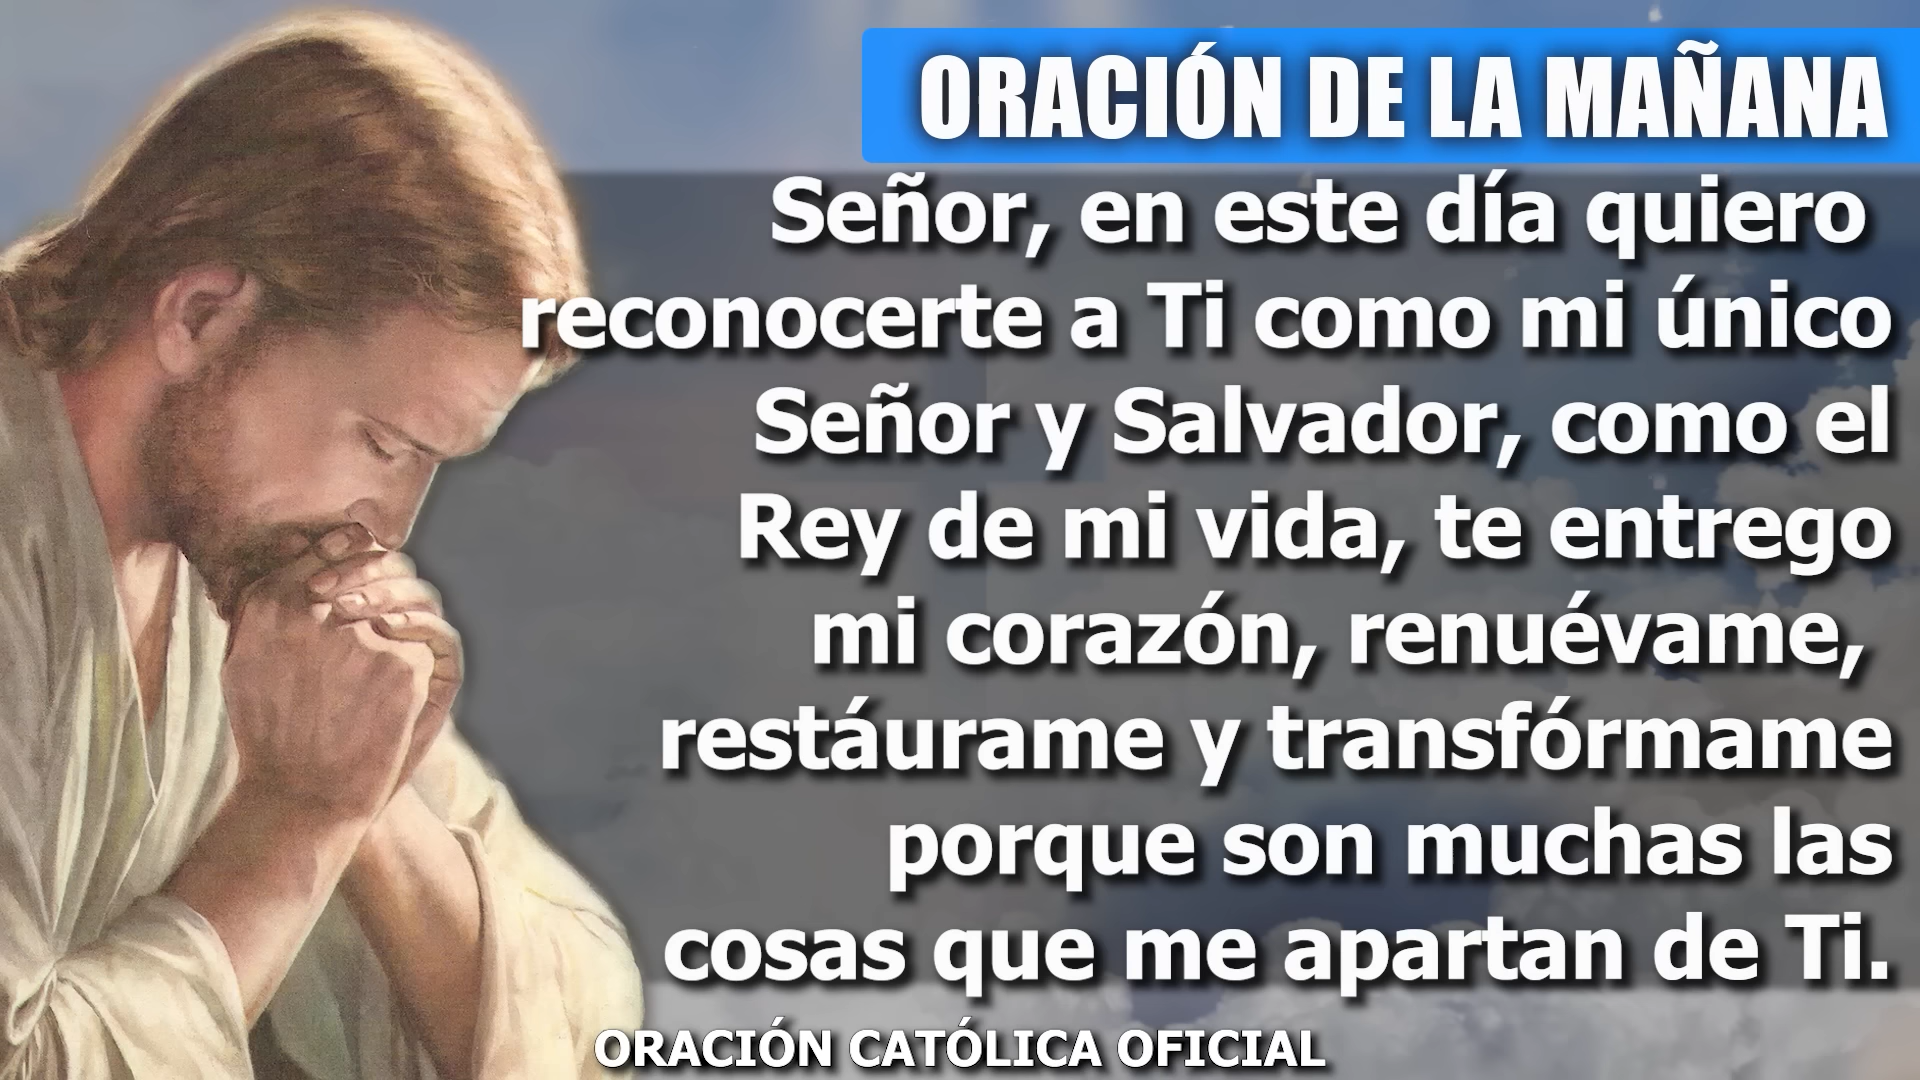 ORACIÓN DE LA MAÑANA
Señor, en este día quiero
reconocerte a Ti como mi único
Señor y Salvador, como el
Rey de mi vida, te entrego
mi corazón, renuévame,
restáurame y transfórmame
porque son muchas las
cosas que me apartan de Ti.
ORACIÓN CATÓLICA OFICIAL